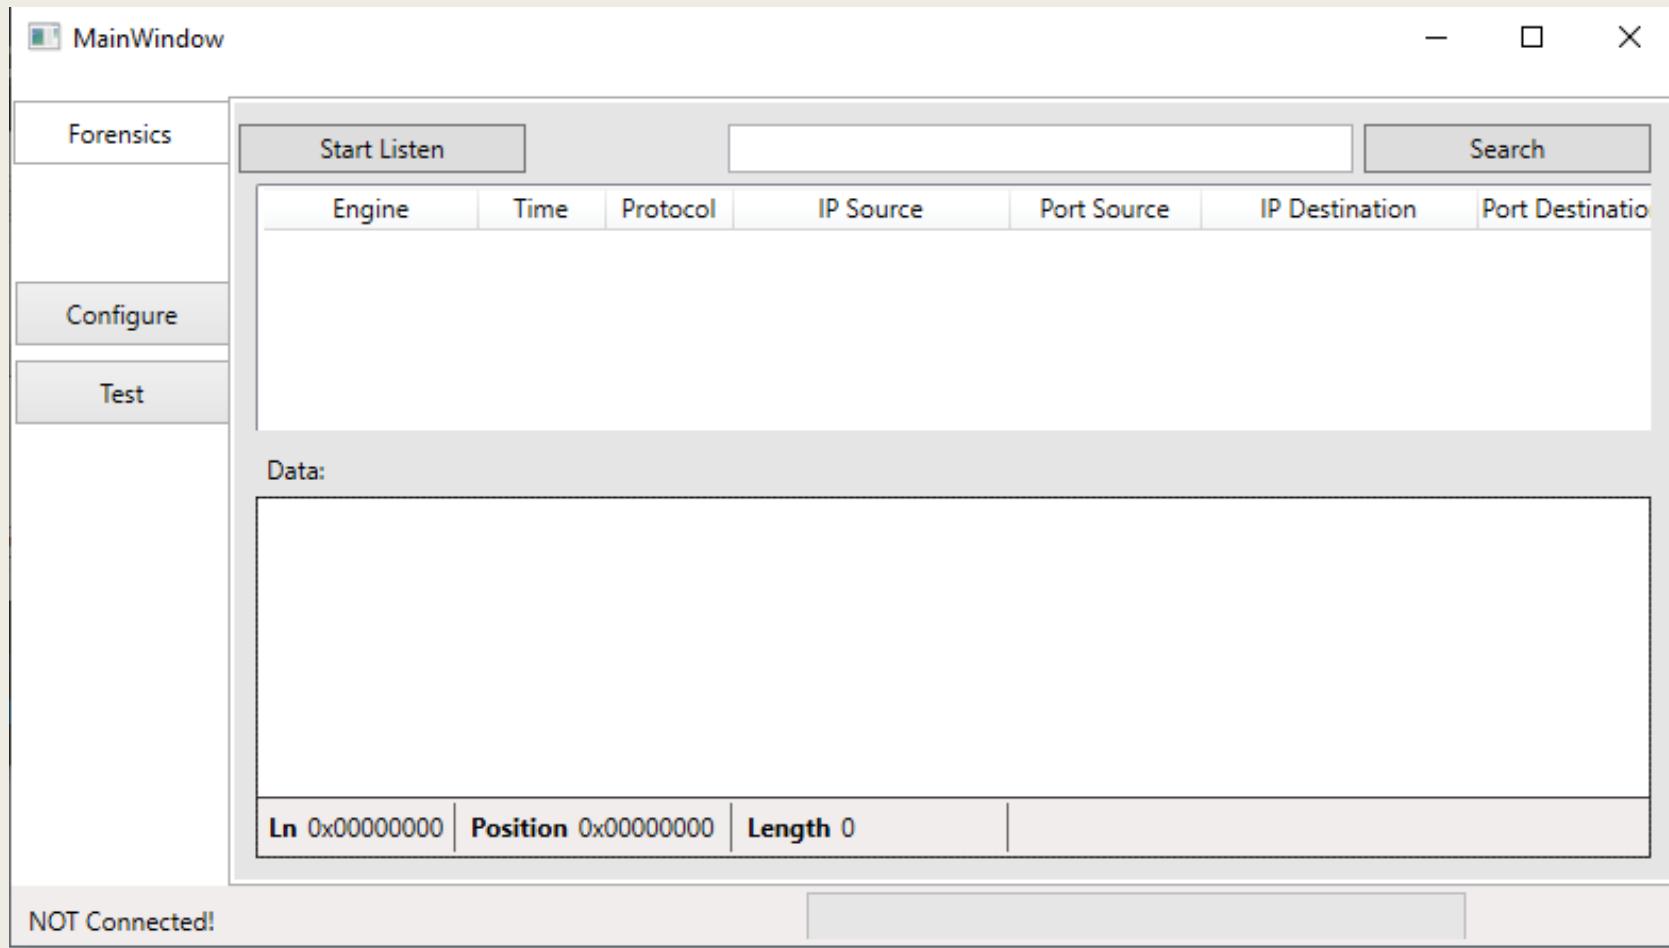 MainWindow
Forensics
Start Listen
Search
Engine Time Protocol IP Source Port Source IP Destination Port Destinatio
Configure
Test
Data:
Ln 0x00000000 Position 0x00000000 Length 0
NOT Connected!